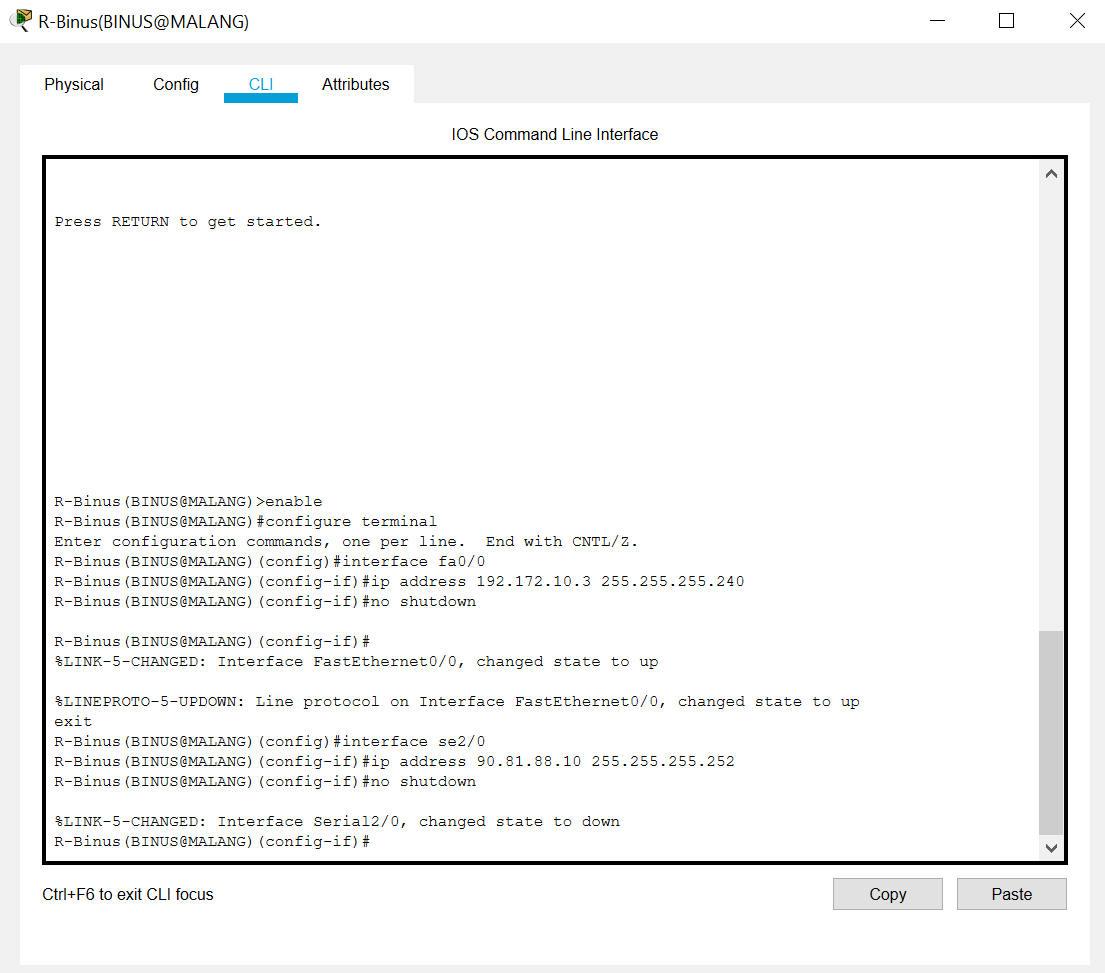 R-Binus(BINUS@MALANG)
Physical Config CLI Attributes
IOS Command Line Interface
Press RETURN to get started.
R-Binus(BINUS@MALANG)>enable
R-Binus(BINUS@MALANG)#configure terminal
Enter configuration commands, one per line.  End with CNTL/Z.
R-Binus(BINUS@MALANG)(config)#interface fa0/0
R-Binus(BINUS@MALANG)(config-if)#ip address 192.172.10.3 255.255.255.240
R-Binus(BINUS@MALANG)(config-if)#no shutdown
R-Binus(BINUS@MALANG)(config-if)#
%LINK-5-CHANGED: Interface FastEthernet0/0, changed state to up
%LINEPROTO-5-UPDOWN: Line protocol on Interface FastEthernet0/0, changed state to up
exit
R-Binus(BINUS@MALANG)(config)#interface se2/0
R-Binus(BINUS@MALANG)(config-if)#ip address 90.81.88.10 255.255.255.252
R-Binus(BINUS@MALANG)(config-if)#no shutdown
%LINK-5-CHANGED: Interface Serial2/0, changed state to down
R-Binus(BINUS@MALANG)(config-if)#
Ctrl+F6 to exit CLI focus
Copy Paste